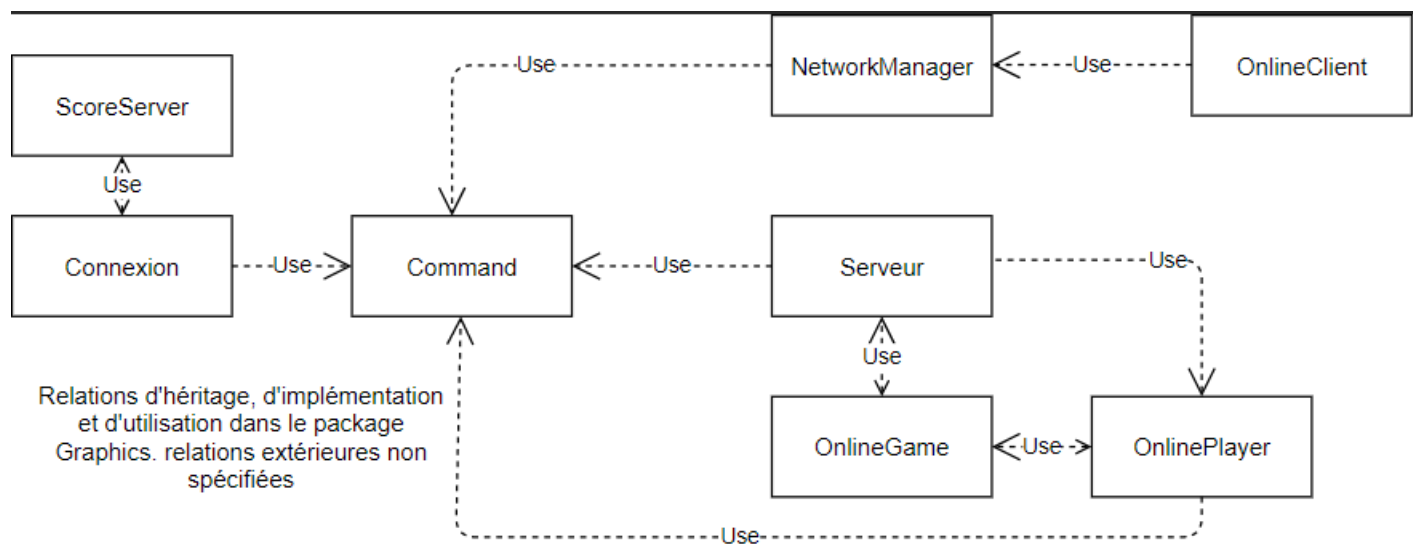 Use
NetworkManager
Use
OnlineClient
ScoreServer
Use
Connexion
Use
Command
Use
Serveur
Use
Use
Relations d'héritage, d'implémentation
et d'utilisation dans le package
Graphics. relations extérieures non
spécifiées
OnlineGame
Use
OnlinePlayer
Use